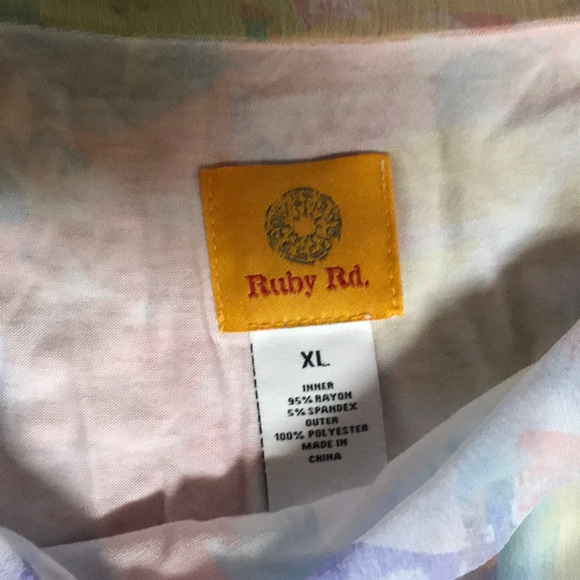 Ruby Rd.
XL
INNER
95% RAYON
5% SPANDEX
OUTER
100% POLYESTER
MADE IN
CHINA